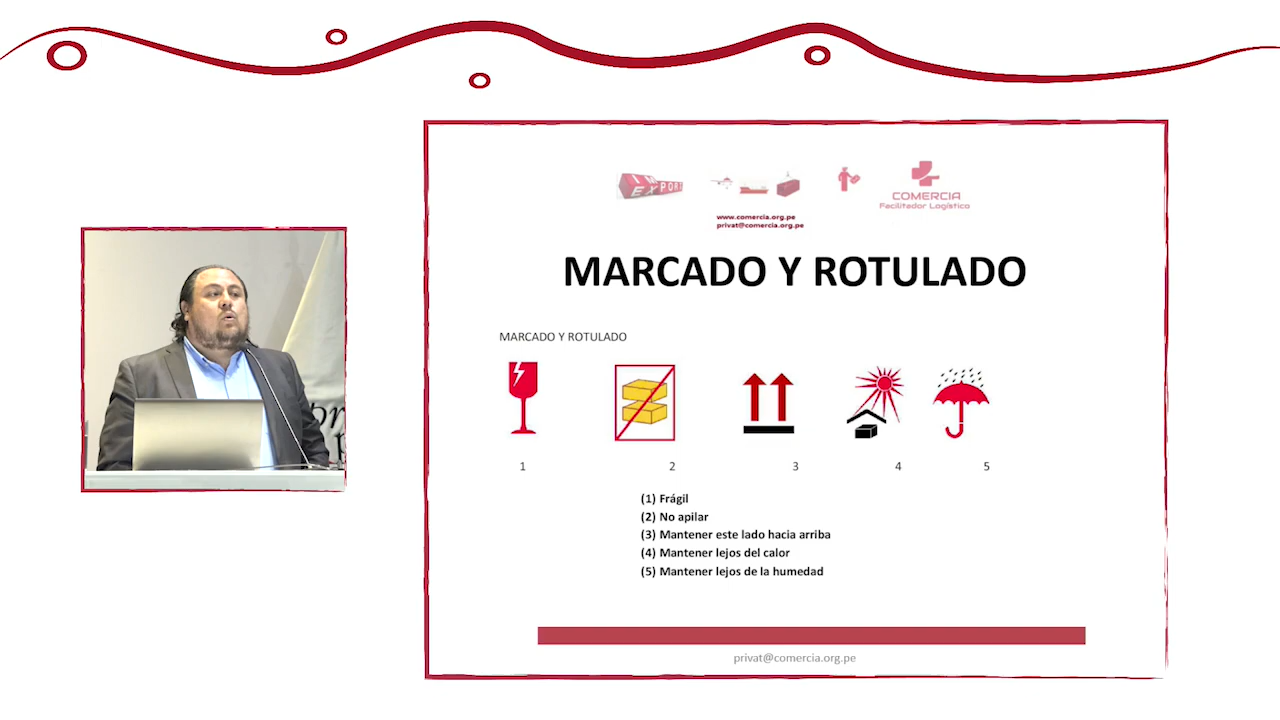 IM
EXPORT
COMERCIA
Facilitador Logístico
www.comercia.org.pe
privat@comercia.org.pe
MARCADO Y ROTULADO
MARCADO Y ROTULADO
1 2 3 4 5
(1) Frágil
(2) No apilar
(3) Mantener este lado hacia arriba
(4) Mantener lejos del calor
(5) Mantener lejos de la humedad
privat@comercia.org.pe